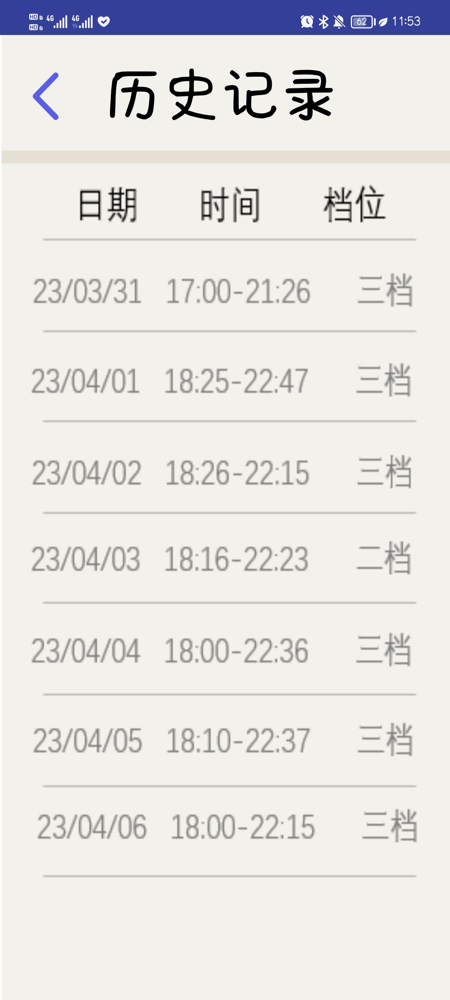 HD 1 4G 4G 62 11:53
HD 2
历史记录
日期 时间 档位
23/03/31 17:00-21:26 三档
23/04/01 18:25-22:47 三档
23/04/02 18:26-22:15 三档
23/04/03 18:16-22:23 二档
23/04/04 18:00-22:36 三档
23/04/05 18:10-22:37 三档
23/04/06 18:00-22:15 三档